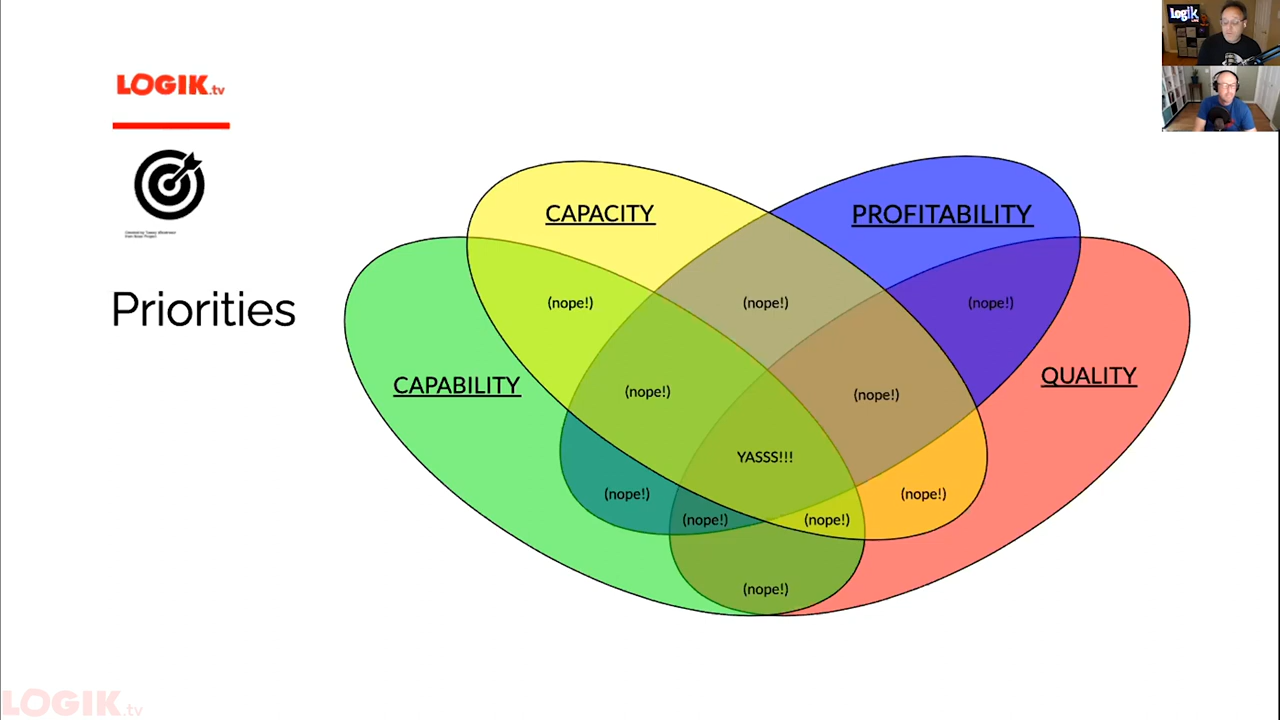 LOGIK.tv
Priorities
CAPACITY
PROFITABILITY
CAPABILITY
QUALITY
(nope!)
(nope!)
(nope!)
(nope!)
(nope!)
YASSS!!!
(nope!)
(nope!)
(nope!)
(nope!)
(nope!)
LOGIK.tv
Logik